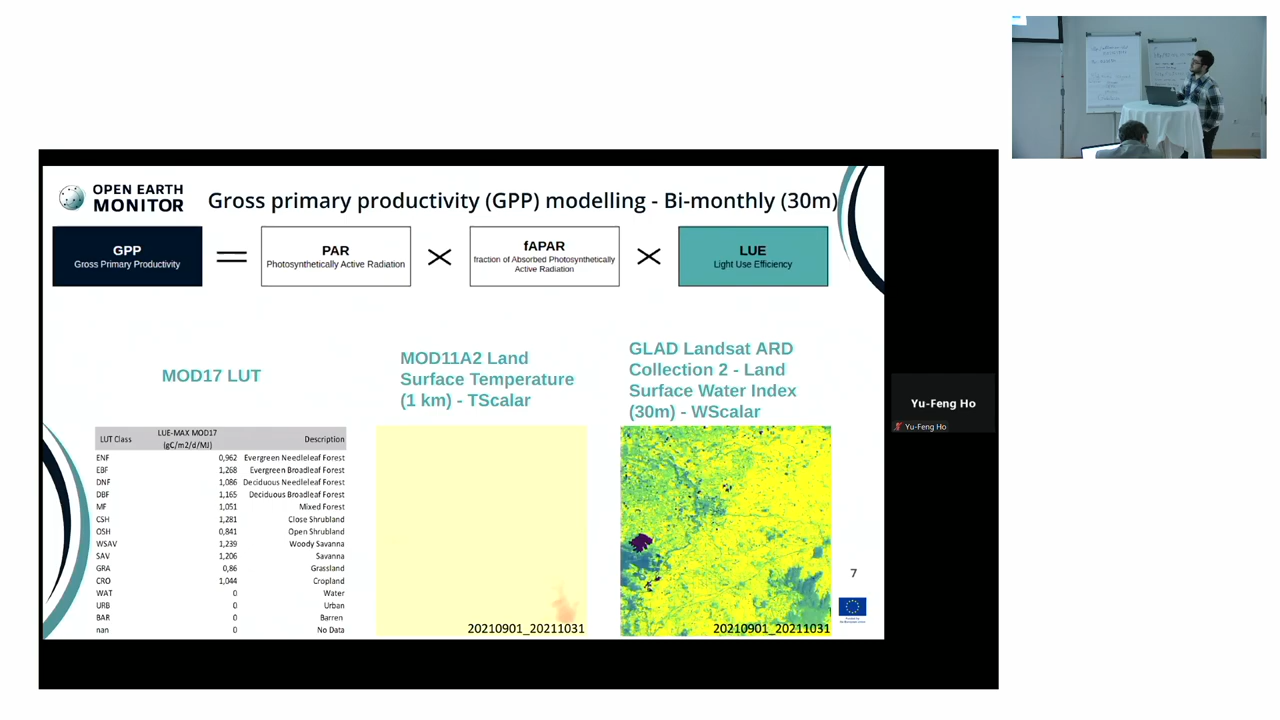 OPEN EARTH
MONITOR
Gross primary productivity (GPP) modelling - Bi-monthly (30m)
GPP
Gross Primary Productivity
PAR
Photosynthetically Active Radiation
fAPAR
fraction of Absorbed Photosynthetically
Active Radiation
LUE
Light Use Efficiency
MOD17 LUT
LUT Class LUE-MAX MOD17 (gC/m2/d/MJ) Description
ENF 0,962 Evergreen Needleleaf Forest
EBF 1,268 Evergreen Broadleaf Forest
DNF 1,086 Deciduous Needleleaf Forest
DBF 1,165 Deciduous Broadleaf Forest
MF 1,051 Mixed Forest
CSH 1,281 Close Shrubland
OSH 0,841 Open Shrubland
WSAV 1,239 Woody Savanna
SAV 1,206 Savanna
GRA 0,86 Grassland
CRO 1,044 Cropland
WAT 0 Water
URB 0 Urban
BAR 0 Barren
nan 0 No Data
MOD11A2 Land
Surface Temperature
(1 km) - TScalar
20210901_20211031
GLAD Landsat ARD
Collection 2 - Land
Surface Water Index
(30m) - WScalar
20210901_20211031
7
Yu-Feng Ho
Yu-Feng Ho